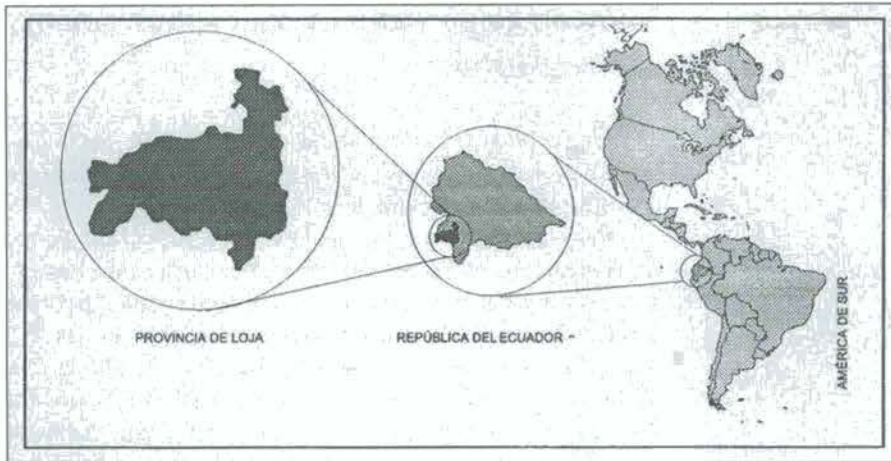 PROVINCIA DE LOJA
REPÚBLICA DEL ECUADOR
AMÉRICA DE SUR